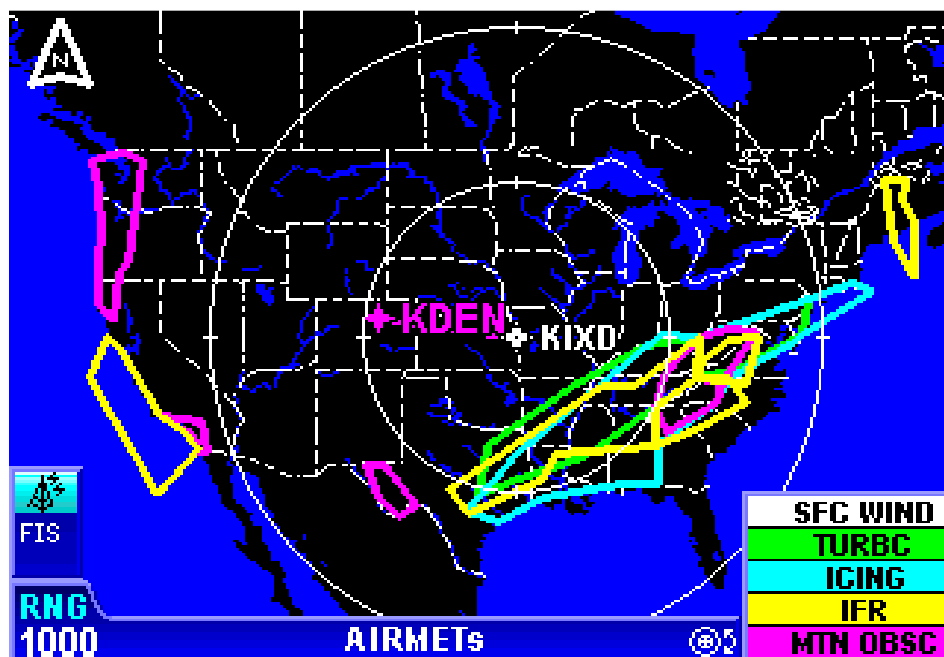 N
KDEN
KIXD
FIS
SFC WIND
TURBC
ICING
IFR
MTN OBSC
RNG
1000
AIRMETs